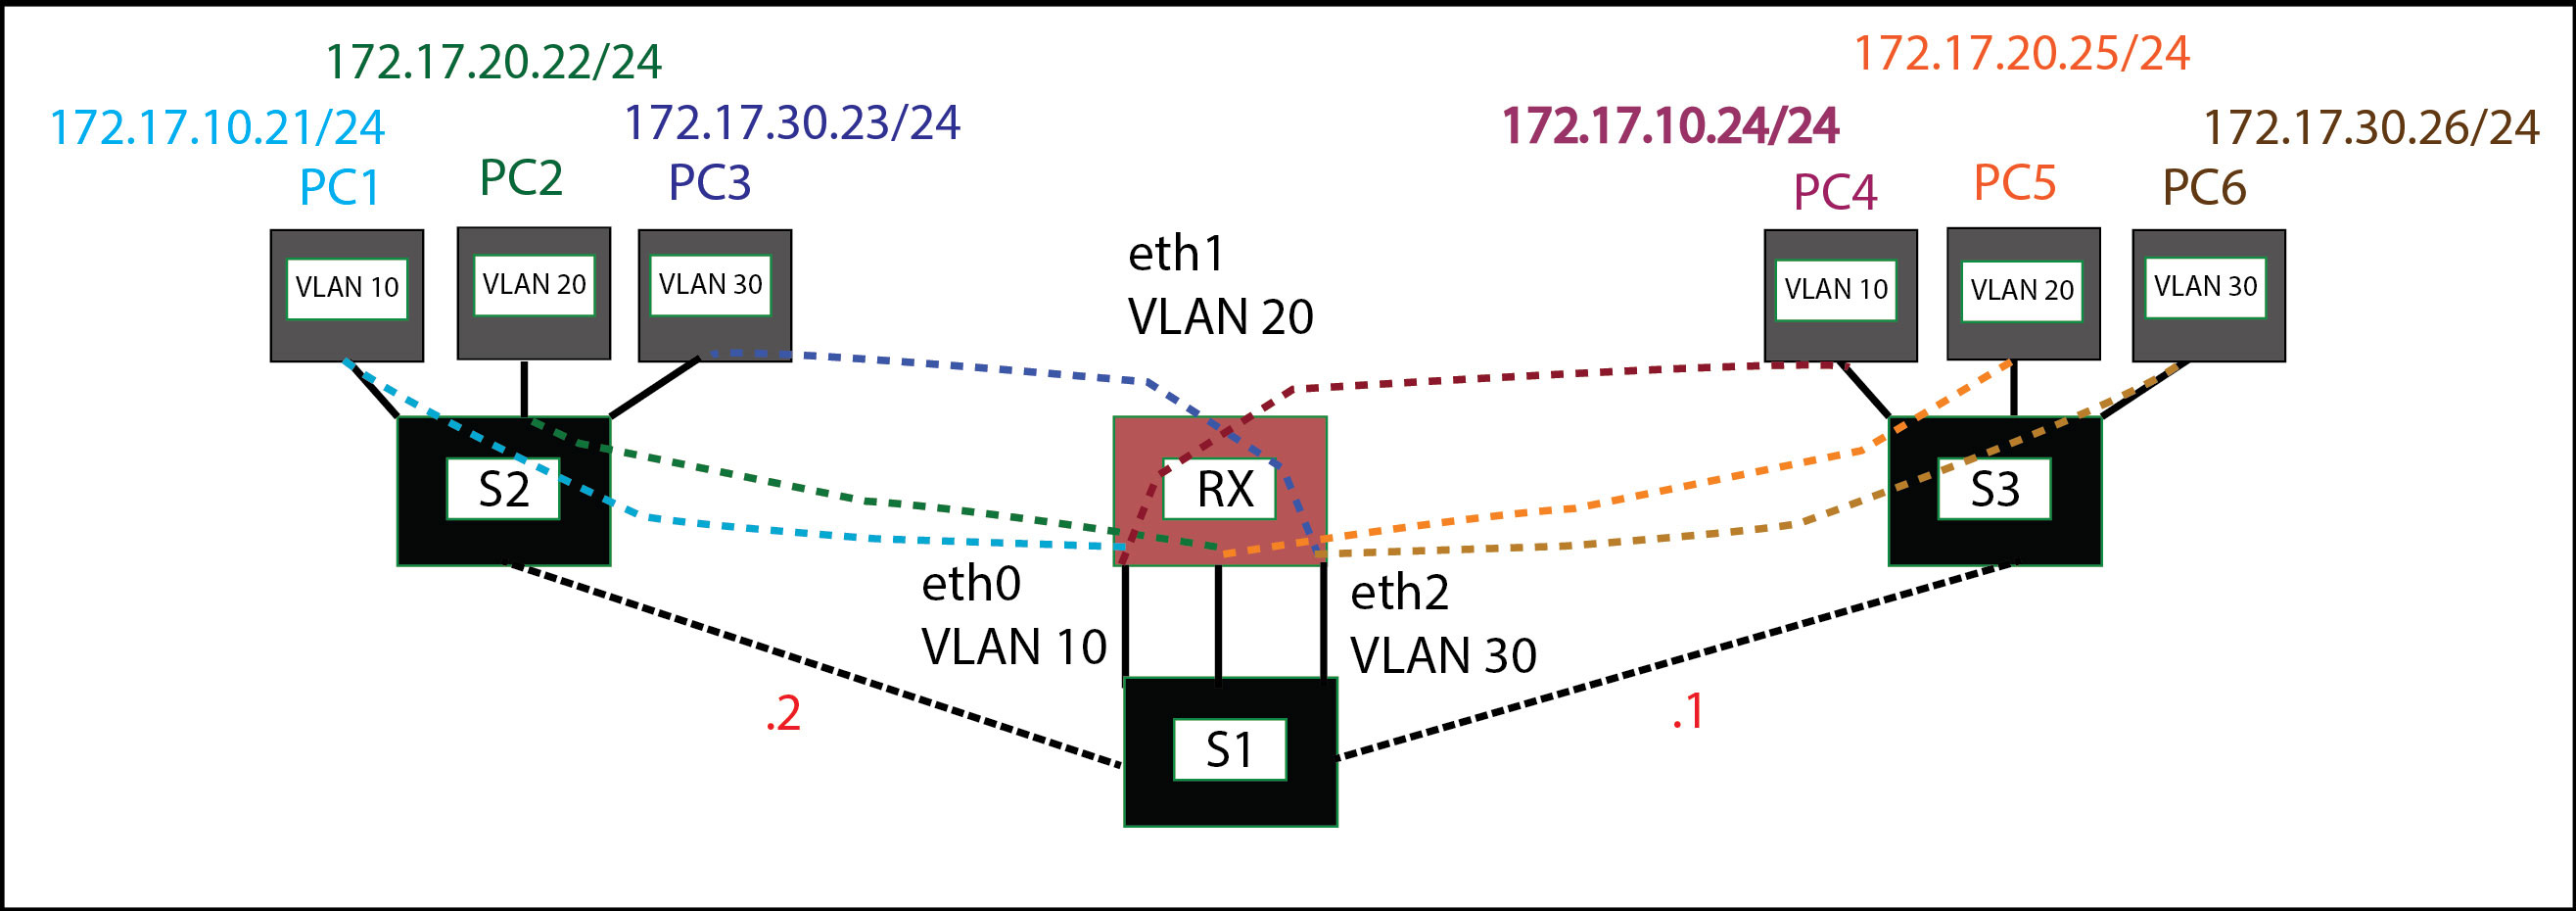 172.17.20.22/24
172.17.10.21/24
172.17.30.23/24
PC1
PC2
PC3
VLAN 10
VLAN 20
VLAN 30
172.17.20.25/24
172.17.10.24/24
172.17.30.26/24
PC4
PC5
PC6
VLAN 10
VLAN 20
VLAN 30
eth1
VLAN 20
S2
RX
S3
eth0
VLAN 10
eth2
VLAN 30
.2
.1
S1